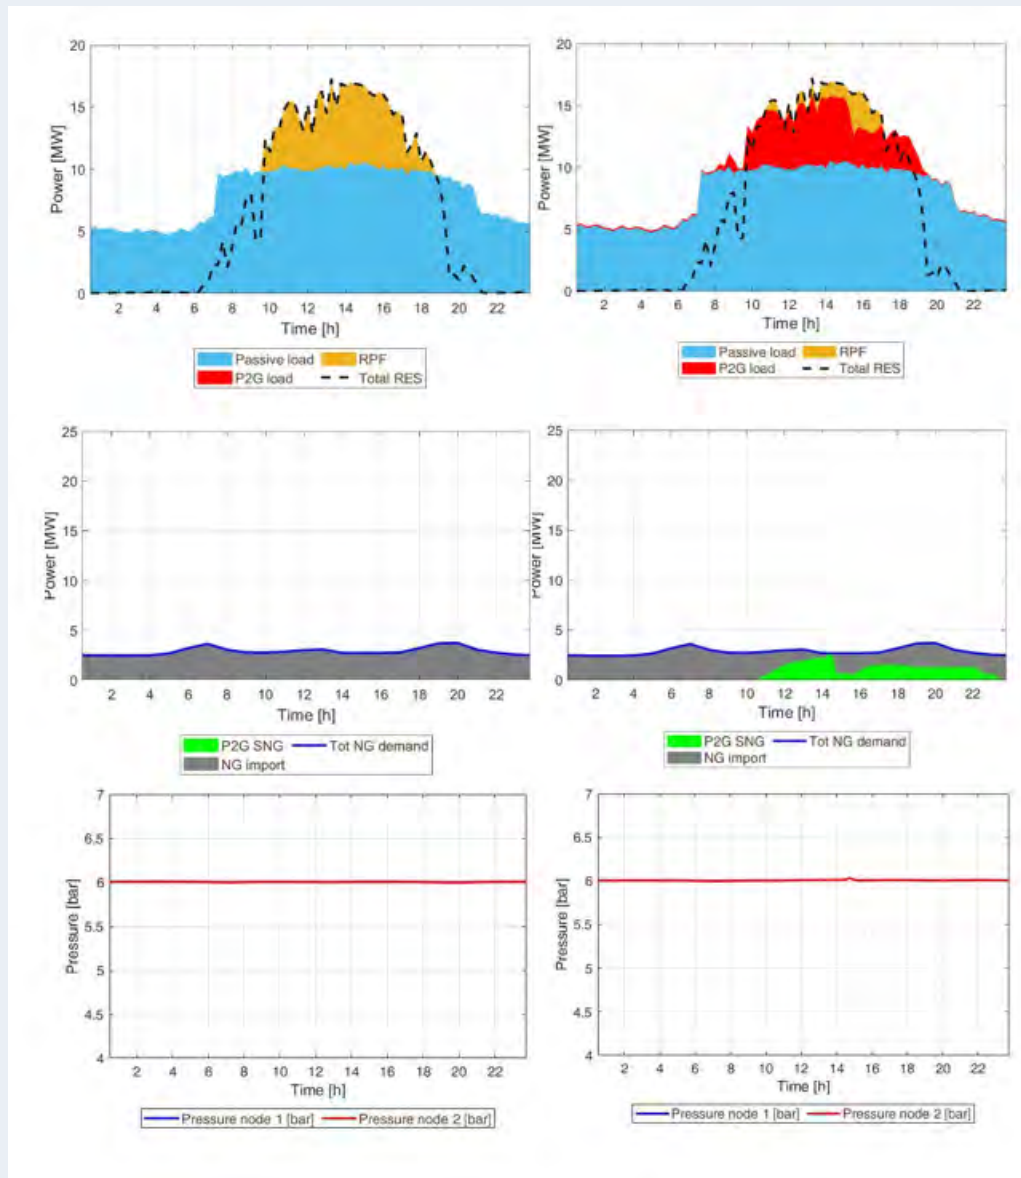 20
15
10
5
0
Power [MW]
2 4 6 8 10 12 14 16 18 20 22
Time [h]
Passive load RPF
P2G load Total RES
20
15
10
5
0
Power [MW]
2 4 6 8 10 12 14 16 18 20 22
Time [h]
Passive load RPF
P2G load Total RES
25
20
15
10
5
0
Power [MW]
2 4 6 8 10 12 14 16 18 20 22
Time [h]
P2G SNG Tot NG demand
NG import
25
20
15
10
5
0
Power [MW]
2 4 6 8 10 12 14 16 18 20 22
Time [h]
P2G SNG Tot NG demand
NG import
7
6.5
6
5.5
5
4.5
4
Pressure [bar]
2 4 6 8 10 12 14 16 18 20 22
Time [h]
Pressure node 1 [bar] Pressure node 2 [bar]
7
6.5
6
5.5
5
4.5
4
Pressure [bar]
2 4 6 8 10 12 14 16 18 20 22
Time [h]
Pressure node 1 [bar] Pressure node 2 [bar]